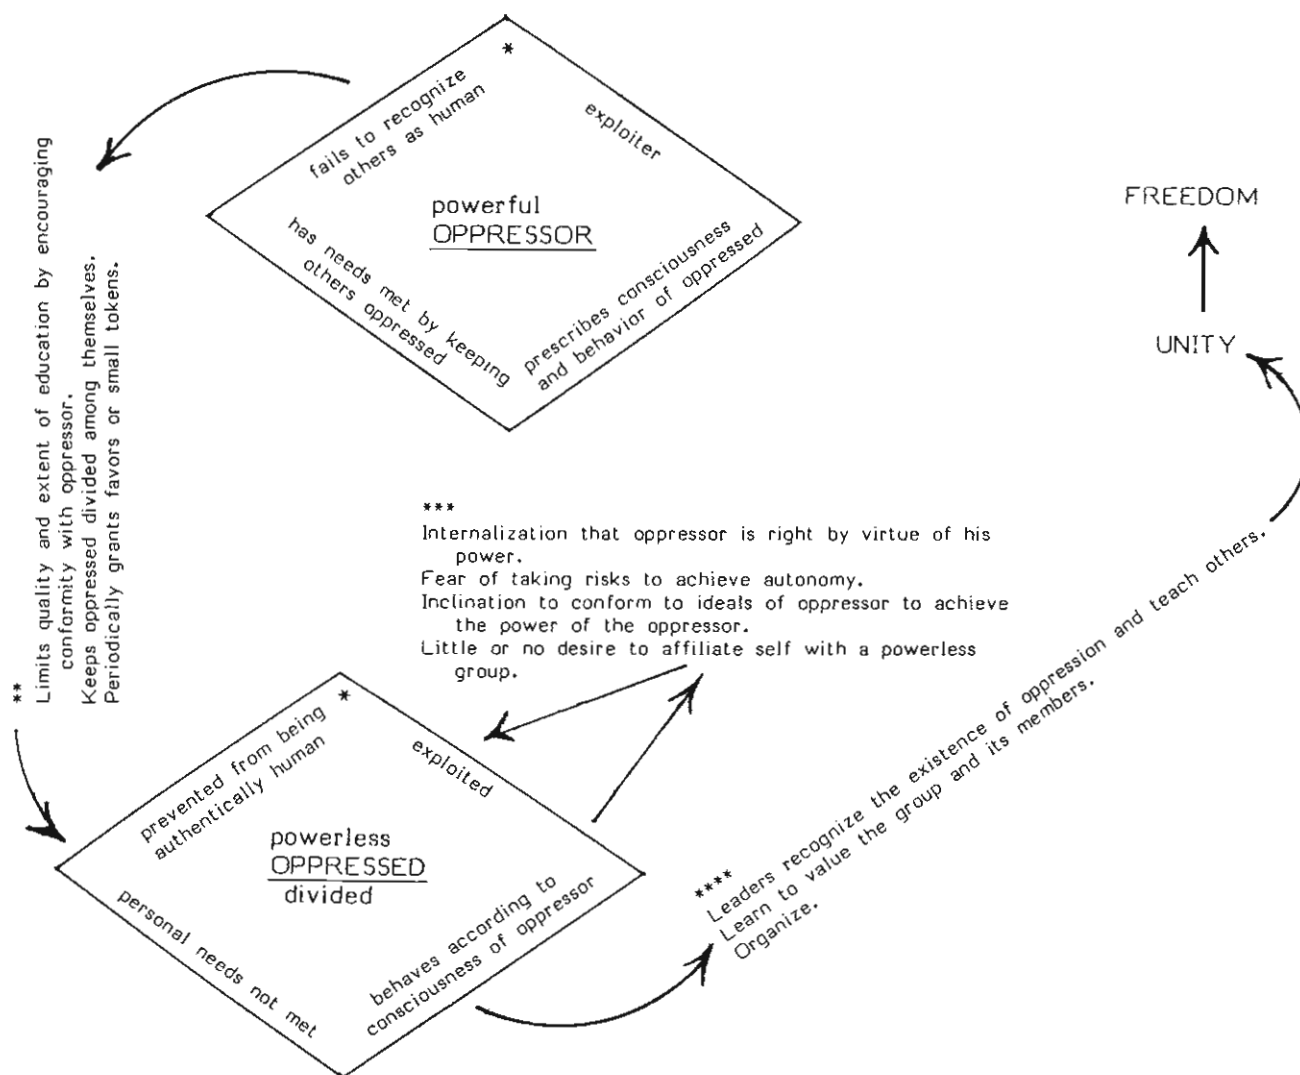 *
fails to recognize
others as human
exploiter
powerful
OPPRESSOR
has needs met by keeping
others oppressed
prescribes consciousness
and behavior of oppressed
**
Limits quality and extent of education by encouraging
conformity with oppressor.
Keeps oppressed divided among themselves.
Periodically grants favors or small tokens.
FREEDOM
UNITY
***
Internalization that oppressor is right by virtue of his
power.
Fear of taking risks to achieve autonomy.
Inclination to conform to ideals of oppressor to achieve
the power of the oppressor.
Little or no desire to affiliate self with a powerless
group.
*
prevented from being
authentically human
exploited
powerless
OPPRESSED
divided
personal needs not met
behaves according to
consciousness of oppressor
****
Leaders recognize the existence of oppression and teach others.
Learn to value the group and its members.
Organize.